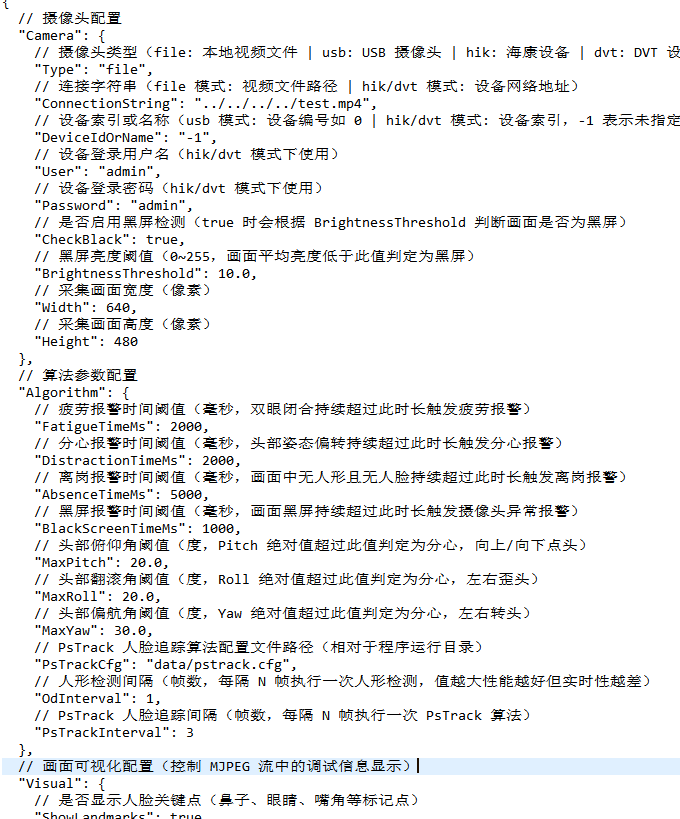 {
// 摄像头配置
"Camera": {
// 摄像头类型（file: 本地视频文件 | usb: USB 摄像头 | hik: 海康设备 | dvt: DVT 设
"Type": "file",
// 连接字符串（file 模式: 视频文件路径 | hik/dvt 模式: 设备网络地址）
"ConnectionString": "../../../../test.mp4",
// 设备索引或名称（usb 模式: 设备编号如 0 | hik/dvt 模式: 设备索引，-1 表示未指定
"DeviceIdOrName": "-1",
// 设备登录用户名（hik/dvt 模式下使用）
"User": "admin",
// 设备登录密码（hik/dvt 模式下使用）
"Password": "admin",
// 是否启用黑屏检测（true 时会根据 BrightnessThreshold 判断画面是否为黑屏）
"CheckBlack": true,
// 黑屏亮度阈值（0~255，画面平均亮度低于此值判定为黑屏）
"BrightnessThreshold": 10.0,
// 采集画面宽度（像素）
"Width": 640,
// 采集画面高度（像素）
"Height": 480
},
// 算法参数配置
"Algorithm": {
// 疲劳报警时间阈值（毫秒，双眼闭合持续超过此时长触发疲劳报警）
"FatigueTimeMs": 2000,
// 分心报警时间阈值（毫秒，头部姿态偏转持续超过此时长触发分心报警）
"DistractionTimeMs": 2000,
// 离岗报警时间阈值（毫秒，画面中无人形且无人脸持续超过此时长触发离岗报警）
"AbsenceTimeMs": 5000,
// 黑屏报警时间阈值（毫秒，画面黑屏持续超过此时长触发摄像头异常报警）
"BlackScreenTimeMs": 1000,
// 头部俯仰角阈值（度，Pitch 绝对值超过此值判定为分心，向上/向下点头）
"MaxPitch": 20.0,
// 头部翻滚角阈值（度，Roll 绝对值超过此值判定为分心，左右歪头）
"MaxRoll": 20.0,
// 头部偏航角阈值（度，Yaw 绝对值超过此值判定为分心，左右转头）
"MaxYaw": 30.0,
// PsTrack 人脸追踪算法配置文件路径（相对于程序运行目录）
"PsTrackCfg": "data/pstrack.cfg",
// 人形检测间隔（帧数，每隔 N 帧执行一次人形检测，值越大性能越好但实时性越差）
"OdInterval": 1,
// PsTrack 人脸追踪间隔（帧数，每隔 N 帧执行一次 PsTrack 算法）
"PsTrackInterval": 3
},
// 画面可视化配置（控制 MJPEG 流中的调试信息显示）
"Visual": {
// 是否显示人脸关键点（鼻子、眼睛、嘴角等标记点）
"ShowLandmarks": true